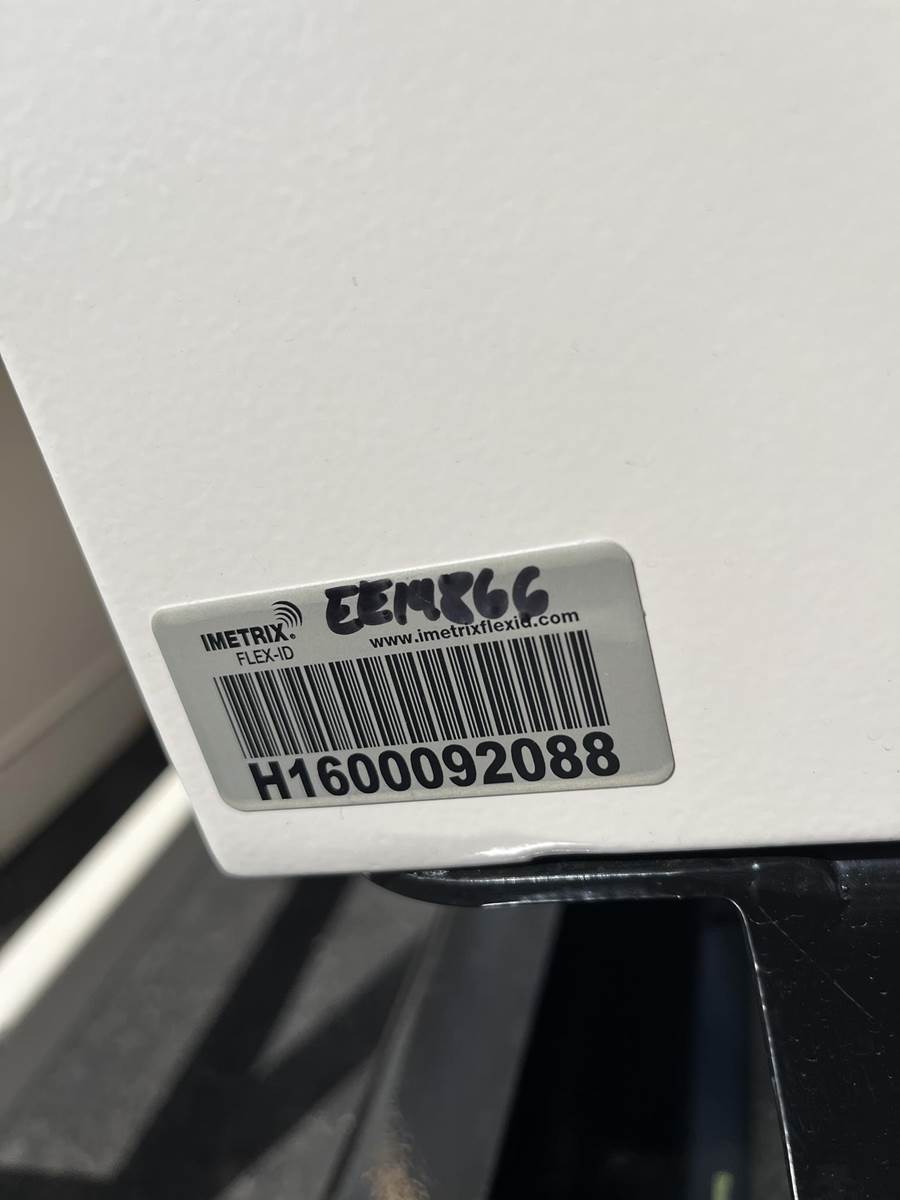 EEM866
IMETRIX®
FLEX-ID
www.imetrixflexid.com
H1600092088